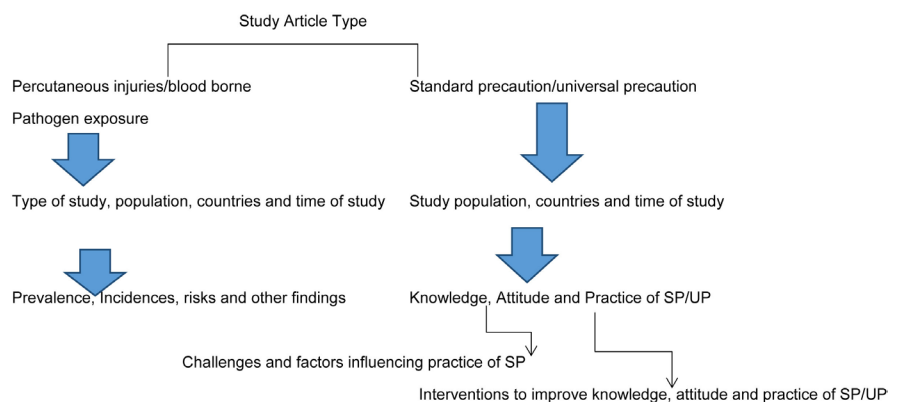 Study Article Type
Percutaneous injuries/blood borne
Pathogen exposure
Standard precaution/universal precaution
Type of study, population, countries and time of study
Study population, countries and time of study
Prevalence, Incidences, risks and other findings
Knowledge, Attitude and Practice of SP/UP
Challenges and factors influencing practice of SP
Interventions to improve knowledge, attitude and practice of SP/UP